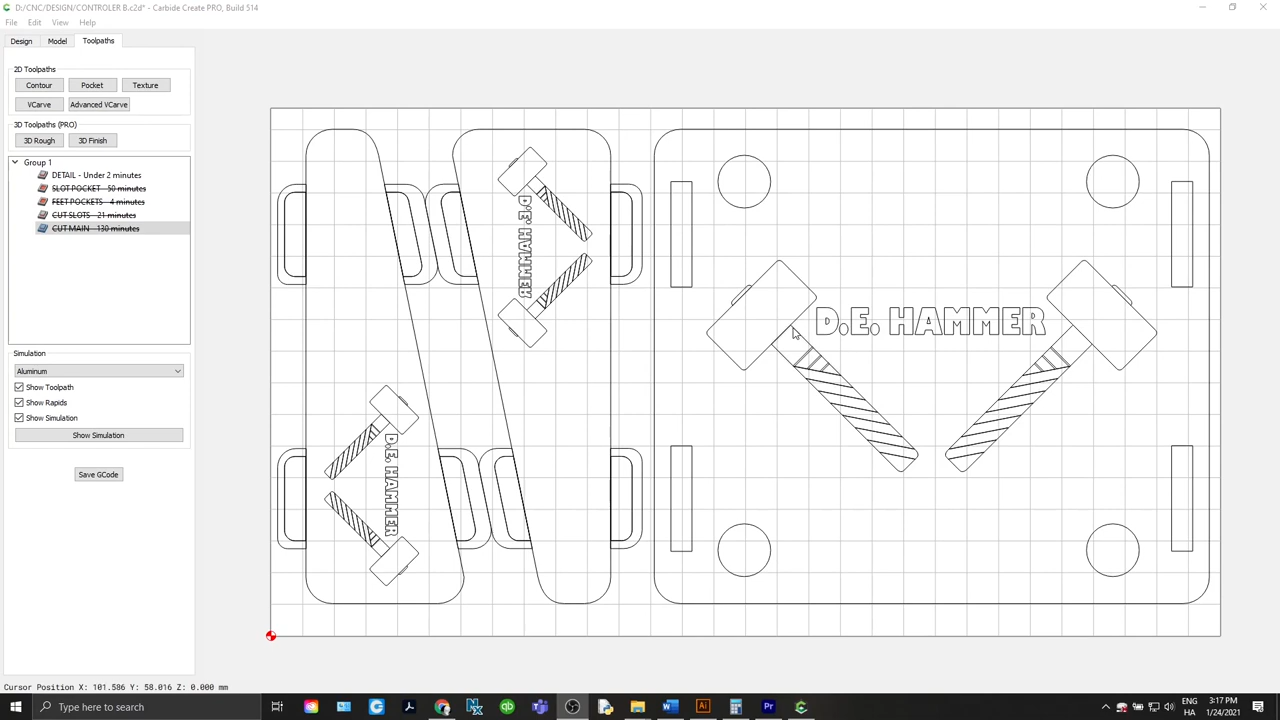 D:/CNC/DESIGN/CONTROLER B.c2d* - Carbide Create PRO, Build 514
File Edit View Help
Design Model Toolpaths
2D Toolpaths
Contour Pocket Texture
VCarve Advanced VCarve
3D Toolpaths (PRO)
3D Rough 3D Finish
Group 1
DETAIL - Under 2 minutes
SLOT POCKET - 50 minutes
FEET POCKETS - 4 minutes
CUT SLOTS - 21 minutes
CUT MAIN - 130 minutes
Simulation
Aluminum
Show Toolpath
Show Rapids
Show Simulation
Show Simulation
Save GCode
D.E. HAMMER
D.E. HAMMER
D.E. HAMMER
Cursor Position X: 101.586 Y: 58.016 Z: 0.000 mm
Type here to search
ENG
HA
3:17 PM
1/24/2021